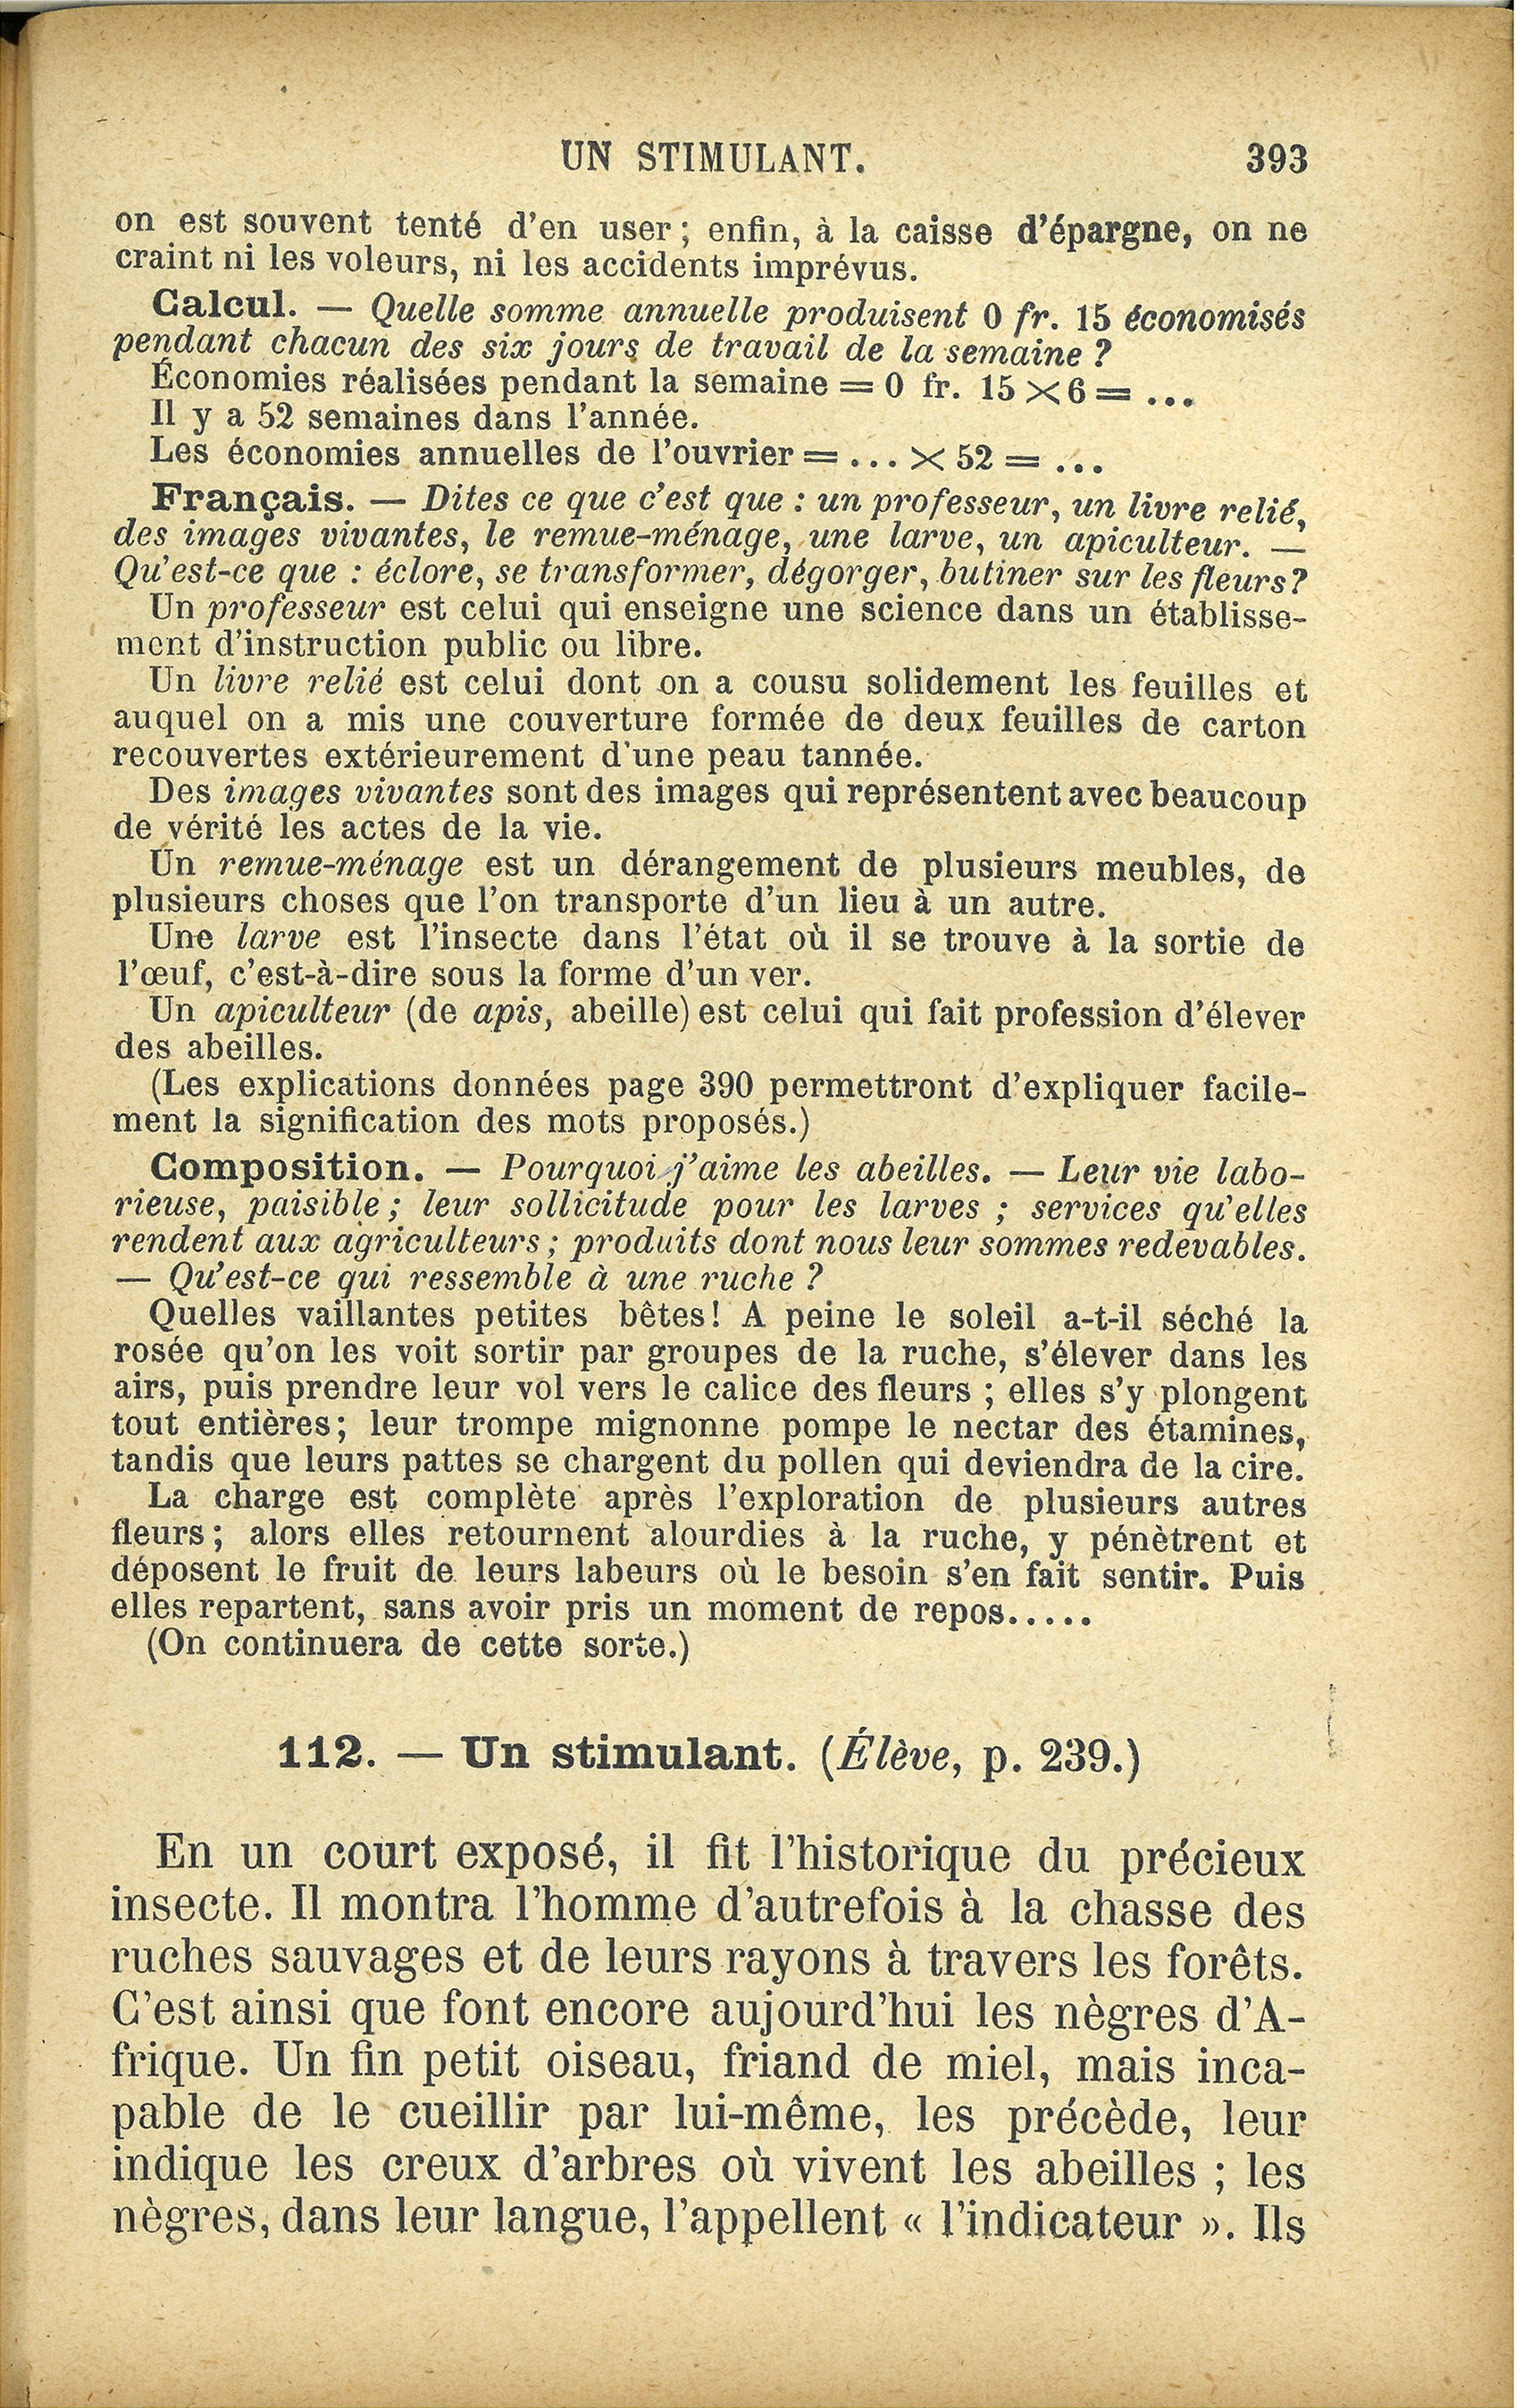 UN STIMULANT. 393
on est souvent tenté d'en user ; enfin, à la caisse d'épargne, on ne
craint ni les voleurs, ni les accidents imprévus.
Calcul. — Quelle somme annuelle produisent 0 fr. 15 économisés
pendant chacun des six jours de travail de la semaine ?
Économies réalisées pendant la semaine = 0 fr. 15 × 6 = ...
Il y a 52 semaines dans l'année.
Les économies annuelles de l'ouvrier = ... × 52 = ...
Français. — Dites ce que c'est que : un professeur, un livre relié,
des images vivantes, le remue-ménage, une larve, un apiculteur. —
Qu'est-ce que : éclore, se transformer, dégorger, butiner sur les fleurs ?
Un professeur est celui qui enseigne une science dans un établisse-
ment d'instruction public ou libre.
Un livre relié est celui dont on a cousu solidement les feuilles et
auquel on a mis une couverture formée de deux feuilles de carton
recouvertes extérieurement d'une peau tannée.
Des images vivantes sont des images qui représentent avec beaucoup
de vérité les actes de la vie.
Un remue-ménage est un dérangement de plusieurs meubles, de
plusieurs choses que l'on transporte d'un lieu à un autre.
Une larve est l'insecte dans l'état où il se trouve à la sortie de
l'œuf, c'est-à-dire sous la forme d'un ver.
Un apiculteur (de apis, abeille) est celui qui fait profession d'élever
des abeilles.
(Les explications données page 390 permettront d'expliquer facile-
ment la signification des mots proposés.)
Composition. — Pourquoi j'aime les abeilles. — Leur vie labo-
rieuse, paisible ; leur sollicitude pour les larves ; services qu'elles
rendent aux agriculteurs ; produits dont nous leur sommes redevables.
— Qu'est-ce qui ressemble à une ruche ?
Quelles vaillantes petites bêtes! A peine le soleil a-t-il séché la
rosée qu'on les voit sortir par groupes de la ruche, s'élever dans les
airs, puis prendre leur vol vers le calice des fleurs ; elles s'y plongent
tout entières ; leur trompe mignonne pompe le nectar des étamines,
tandis que leurs pattes se chargent du pollen qui deviendra de la cire.
La charge est complète après l'exploration de plusieurs autres
fleurs ; alors elles retournent alourdies à la ruche, y pénètrent et
déposent le fruit de leurs labeurs où le besoin s'en fait sentir. Puis
elles repartent, sans avoir pris un moment de repos.....
(On continuera de cette sorte.)
112. — Un stimulant. (Élève, p. 239.)
En un court exposé, il fit l'historique du précieux
insecte. Il montra l'homme d'autrefois à la chasse des
ruches sauvages et de leurs rayons à travers les forêts.
C'est ainsi que font encore aujourd'hui les nègres d'A-
frique. Un fin petit oiseau, friand de miel, mais inca-
pable de le cueillir par lui-même, les précède, leur
indique les creux d'arbres où vivent les abeilles ; les
nègres, dans leur langue, l'appellent « l'indicateur ». Ils